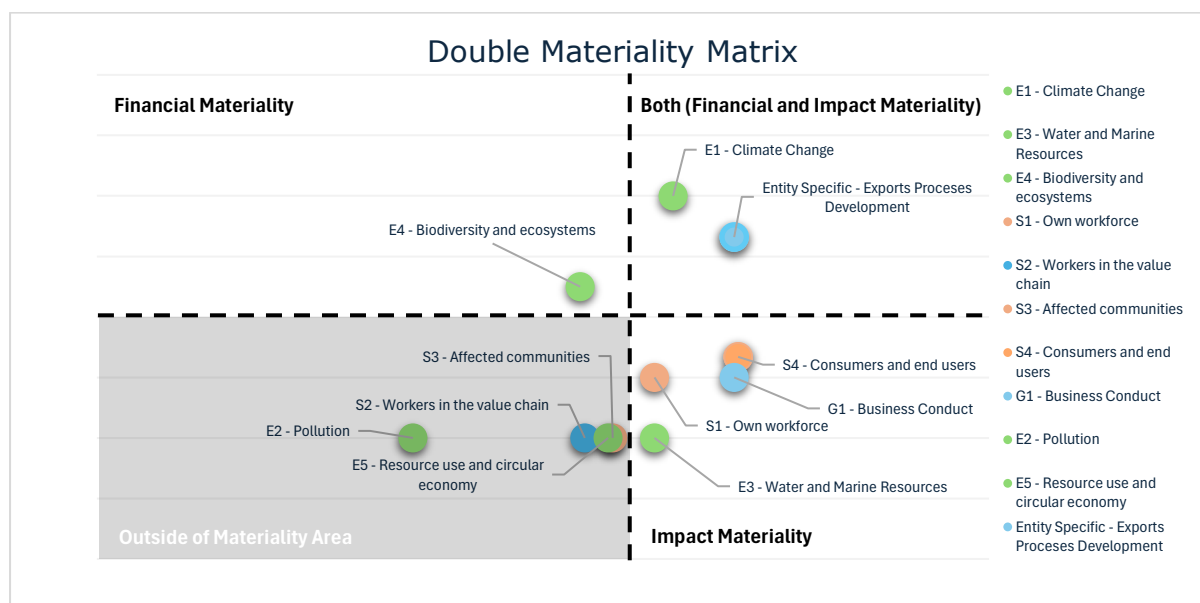 Double Materiality Matrix
Financial Materiality
Both (Financial and Impact Materiality)
E1 - Climate Change
Entity Specific - Exports Proceses
Development
E4 - Biodiversity and ecosystems
S3 - Affected communities
S4 - Consumers and end users
S2 - Workers in the value chain
G1 - Business Conduct
E2 - Pollution
S1 - Own workforce
E5 - Resource use and circular
economy
E3 - Water and Marine Resources
Outside of Materiality Area
Impact Materiality
E1 - Climate Change
E3 - Water and Marine
Resources
E4 - Biodiversity and
ecosystems
S1 - Own workforce
S2 - Workers in the value
chain
S3 - Affected communities
S4 - Consumers and end
users
G1 - Business Conduct
E2 - Pollution
E5 - Resource use and
circular economy
Entity Specific - Exports
Proceses Development